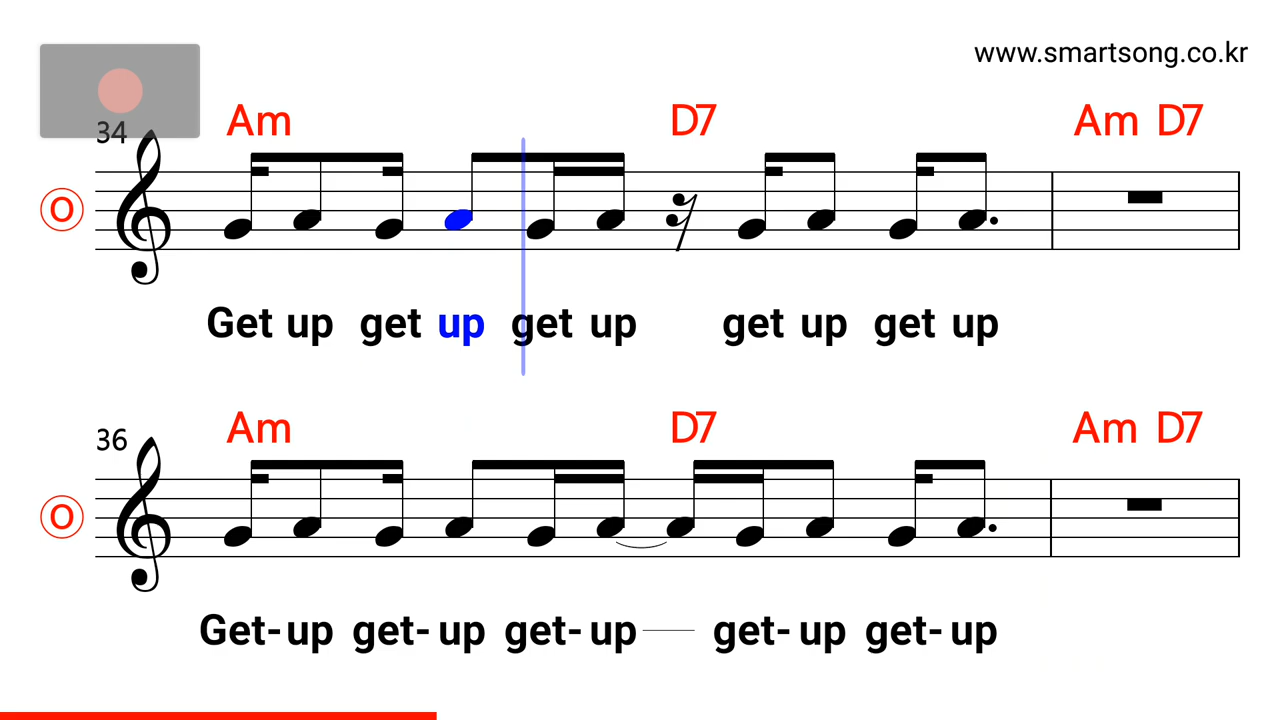 www.smartsong.co.kr
34 Am D7 Am D7
O
Get up get up get up get up get up
36 Am D7 Am D7
O
Get-up get-up get-up get-up get-up